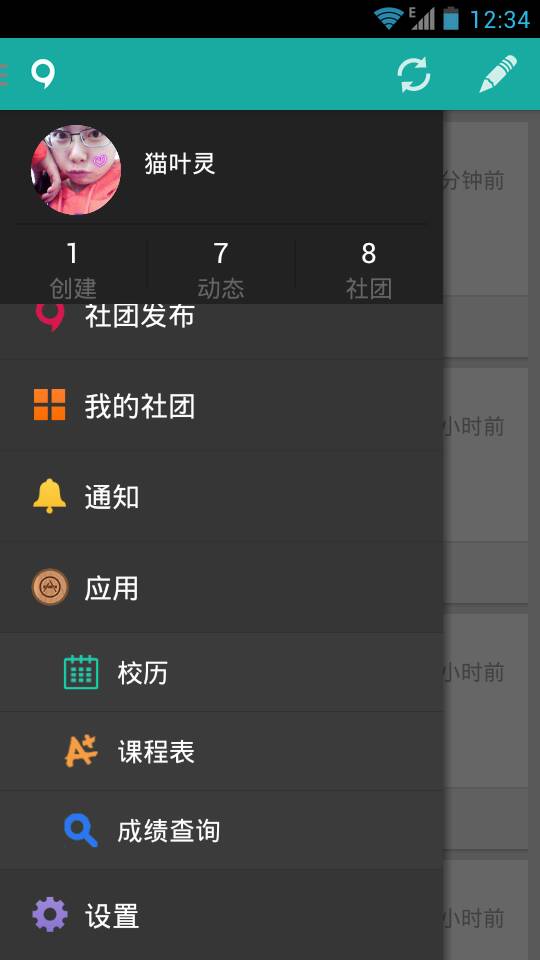 E 12:34
猫叶灵
分钟前
1 7 8
创建 动态 社团
社团发布
我的社团
小时前
通知
应用
校历
小时前
课程表
成绩查询
设置
小时前